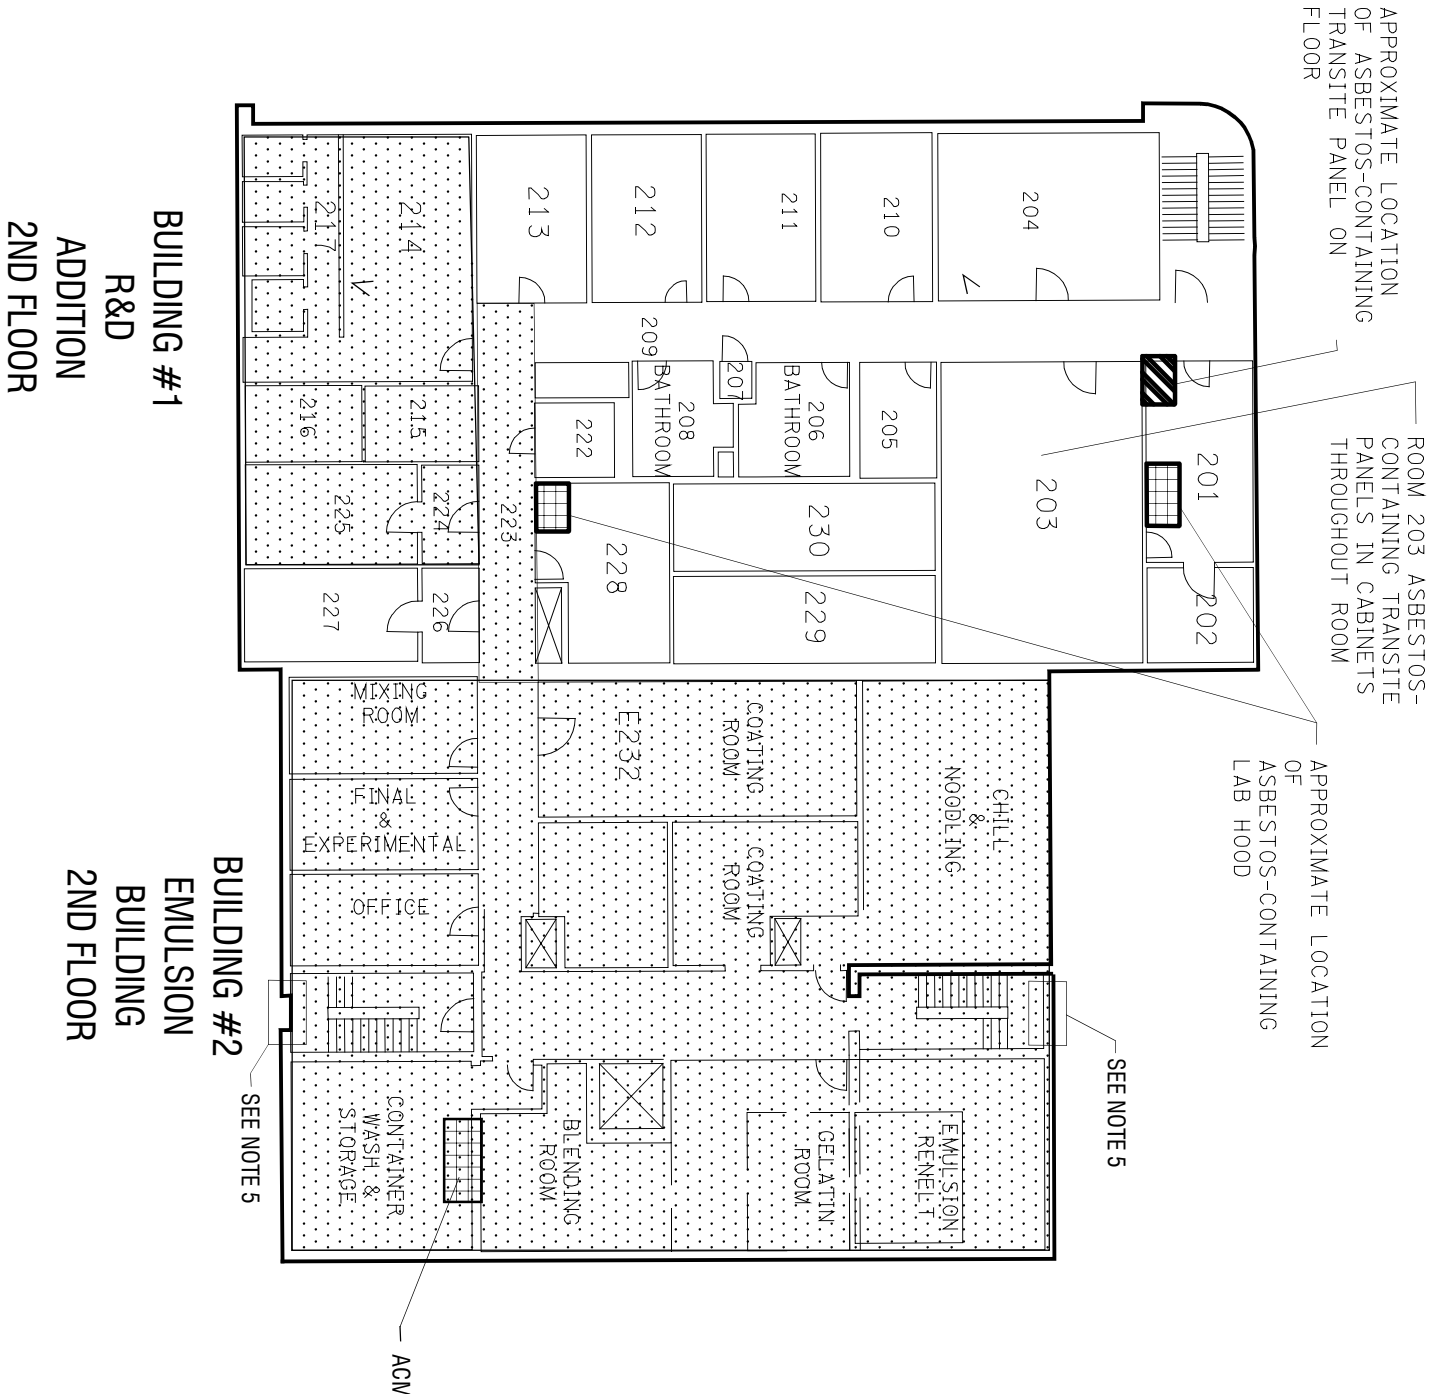 APPROXIMATE LOCATION
OF ASBESTOS-CONTAINING
TRANSITE PANEL ON
FLOOR
ROOM 203 ASBESTOS-
CONTAINING TRANSITE
PANELS IN CABINETS
THROUGHOUT ROOM
APPROXIMATE LOCATION
OF
ASBESTOS-CONTAINING
LAB HOOD
SEE NOTE 5
201
202
204
203
210
205
211
206
BATHROOM
230
229
212
207
208
BATHROOM
209
213
222
228
223
214
217
215
216
224
225
226
227
CHILL
&
NOODLING
COATING
ROOM
E232
COATING
ROOM
MIXING
ROOM
FINAL
&
EXPERIMENTAL
OFFICE
EMULSION
RENELT
GELATIN
ROOM
BLENDING
ROOM
CONTAINER
WASH &
STORAGE
ACM
SEE NOTE 5
BUILDING #1
R&D
ADDITION
2ND FLOOR
BUILDING #2
EMULSION
BUILDING
2ND FLOOR